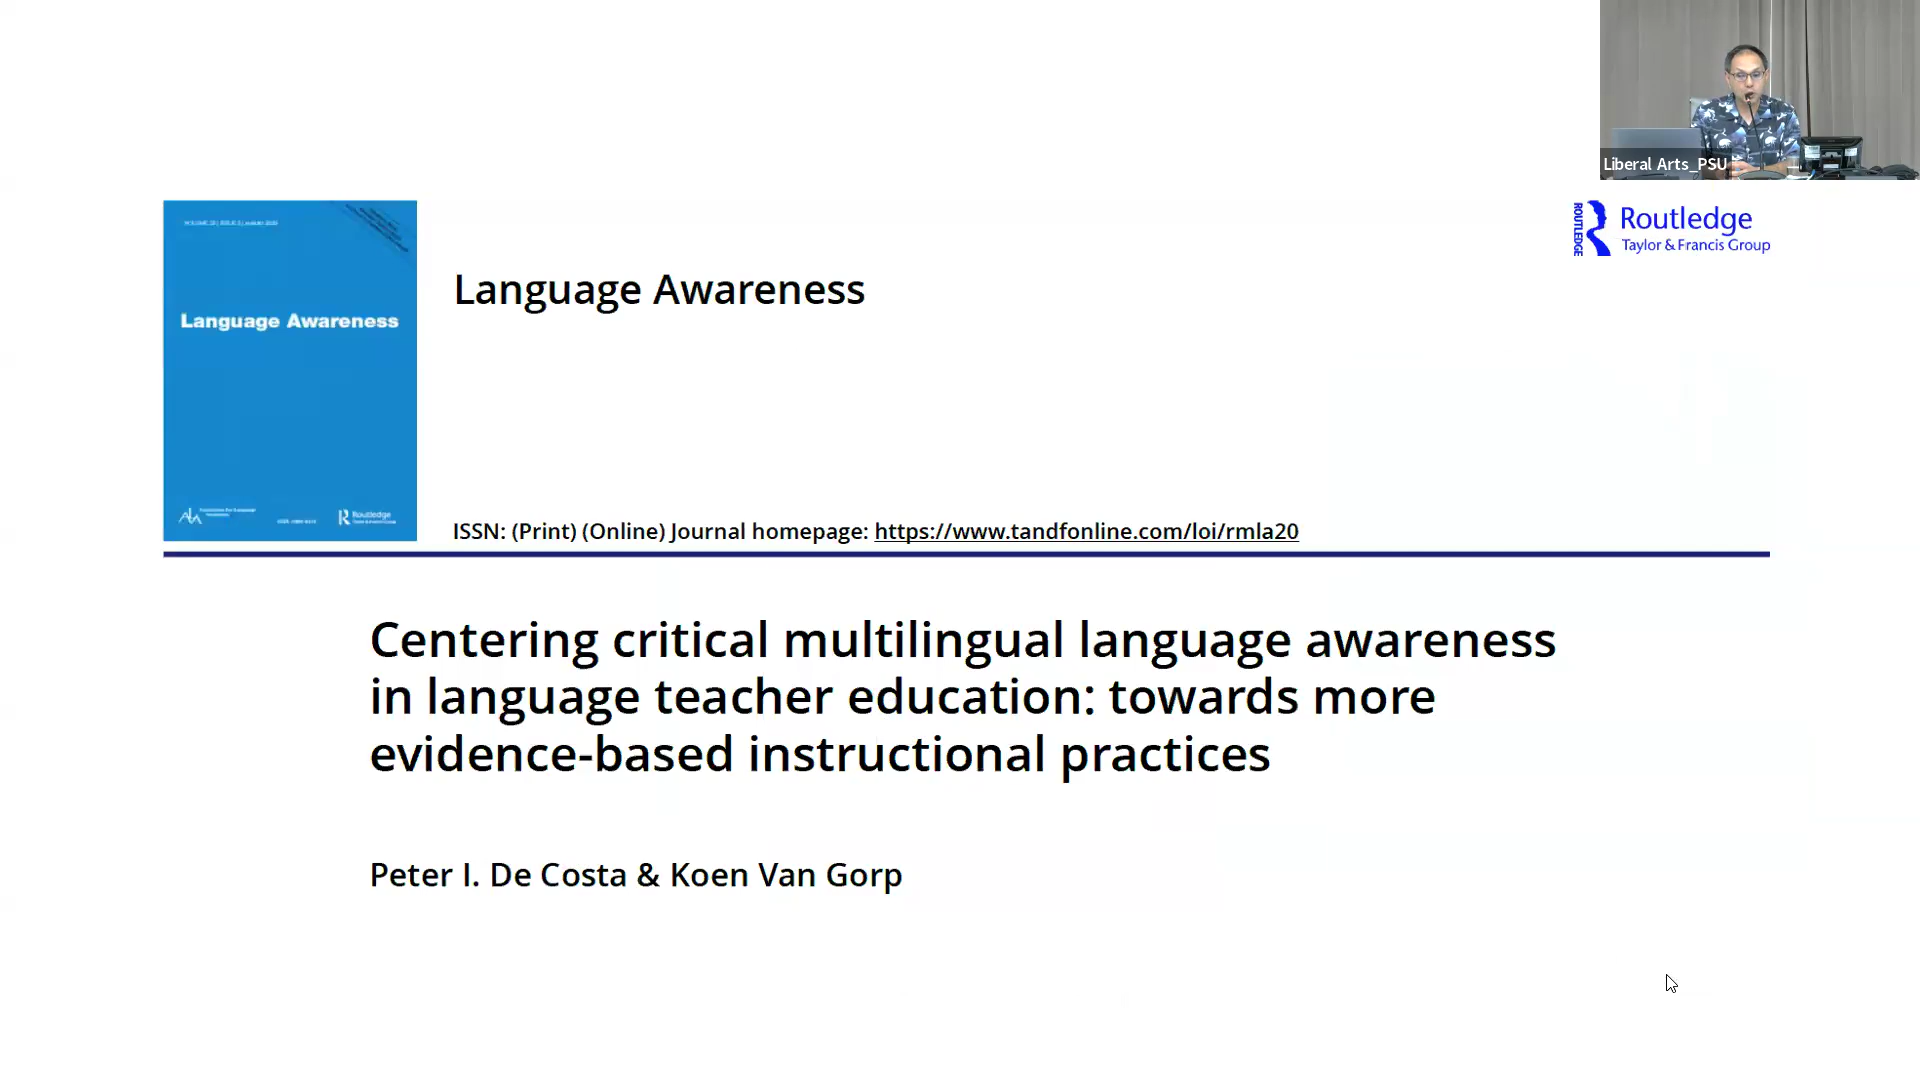 Liberal Arts_PSU
ROUTLEDGE
Routledge
Taylor & Francis Group
Language Awareness
Language Awareness
Routledge
ISSN: (Print) (Online) Journal homepage: https://www.tandfonline.com/loi/rmla20
Centering critical multilingual language awareness
in language teacher education: towards more
evidence-based instructional practices
Peter I. De Costa & Koen Van Gorp